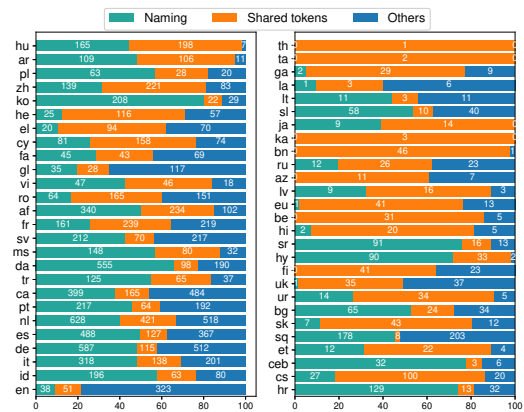 Naming Shared tokens Others
hu 165 198 7
ar 109 106 11
pl 63 28 20
zh 139 221 83
ko 208 22 29
he 25 116 57
el 20 94 70
cy 81 158 74
fa 45 43 69
gl 35 28 117
vi 47 46 18
ro 64 165 151
af 340 234 102
fr 161 239 219
sv 212 70 217
ms 148 80 32
da 555 98 190
tr 125 65 37
ca 399 165 484
pt 217 64 192
nl 628 421 518
es 488 127 367
de 587 115 512
it 318 138 201
id 196 63 80
en 38 51 323
0 20 40 60 80 100
th 1
ta 2
ga 2 29 9
la 1 3 6
lt 11 3 11
sl 58 10 40
ja 9 14
ka 3
bn 46 1
ru 12 26 23
az 11 7
lv 9 16 3
eu 41 13
be 31 5
hi 2 20 5
sr 91 16 13
hy 90 33 2
fi 41 23
uk 35 37
ur 14 34 5
bg 65 24 34
sk 7 43 12
sq 178 8 203
et 12 22 4
ceb 32 3 6
cs 27 100 20
hr 129 13 32
0 20 40 60 80 100